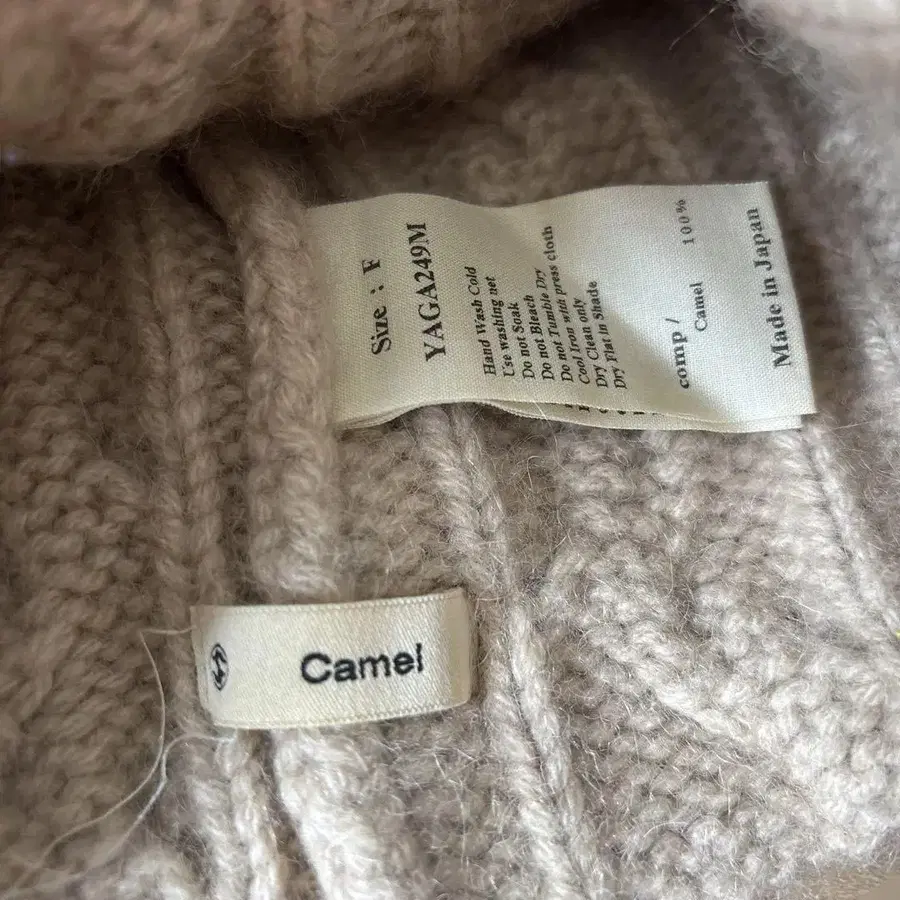 Size : F
YAGA249M
Hand Wash Cold
Use washing net
Do not Soak
Do not Bleach
Do not Tumble Dry
Do not Iron with press cloth
Cool Iron only
Dry Clean in Shade
Dry Flat in Shade
comp /
Camel 100%
Made in Japan
Camel